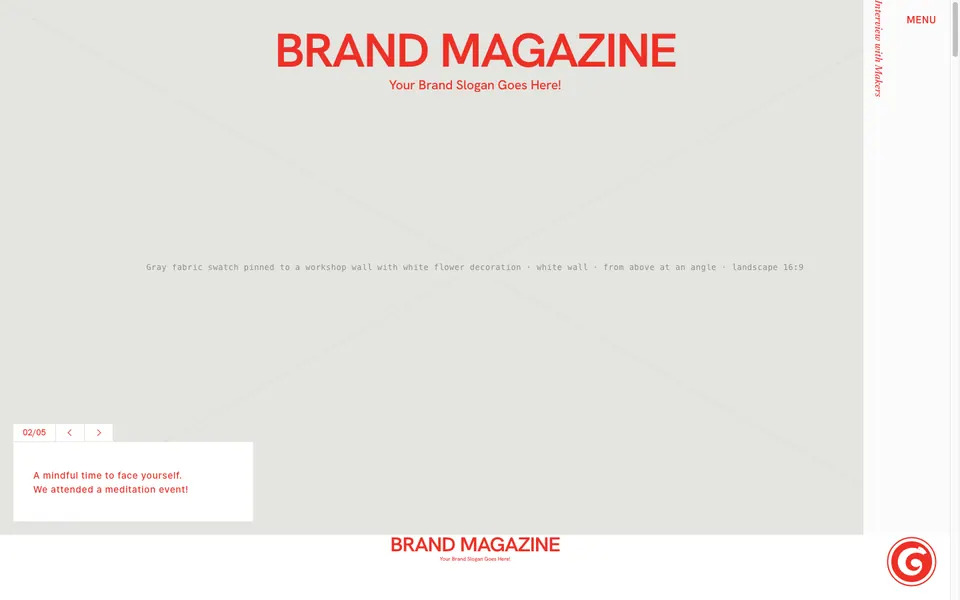 BRAND MAGAZINE
Your Brand Slogan Goes Here!
Interview with Makers
MENU
Gray fabric swatch pinned to a workshop wall with white flower decoration · white wall · from above at an angle · landscape 16:9
02/05
A mindful time to face yourself.
We attended a meditation event!
BRAND MAGAZINE
Your Brand Slogan Goes Here!
G